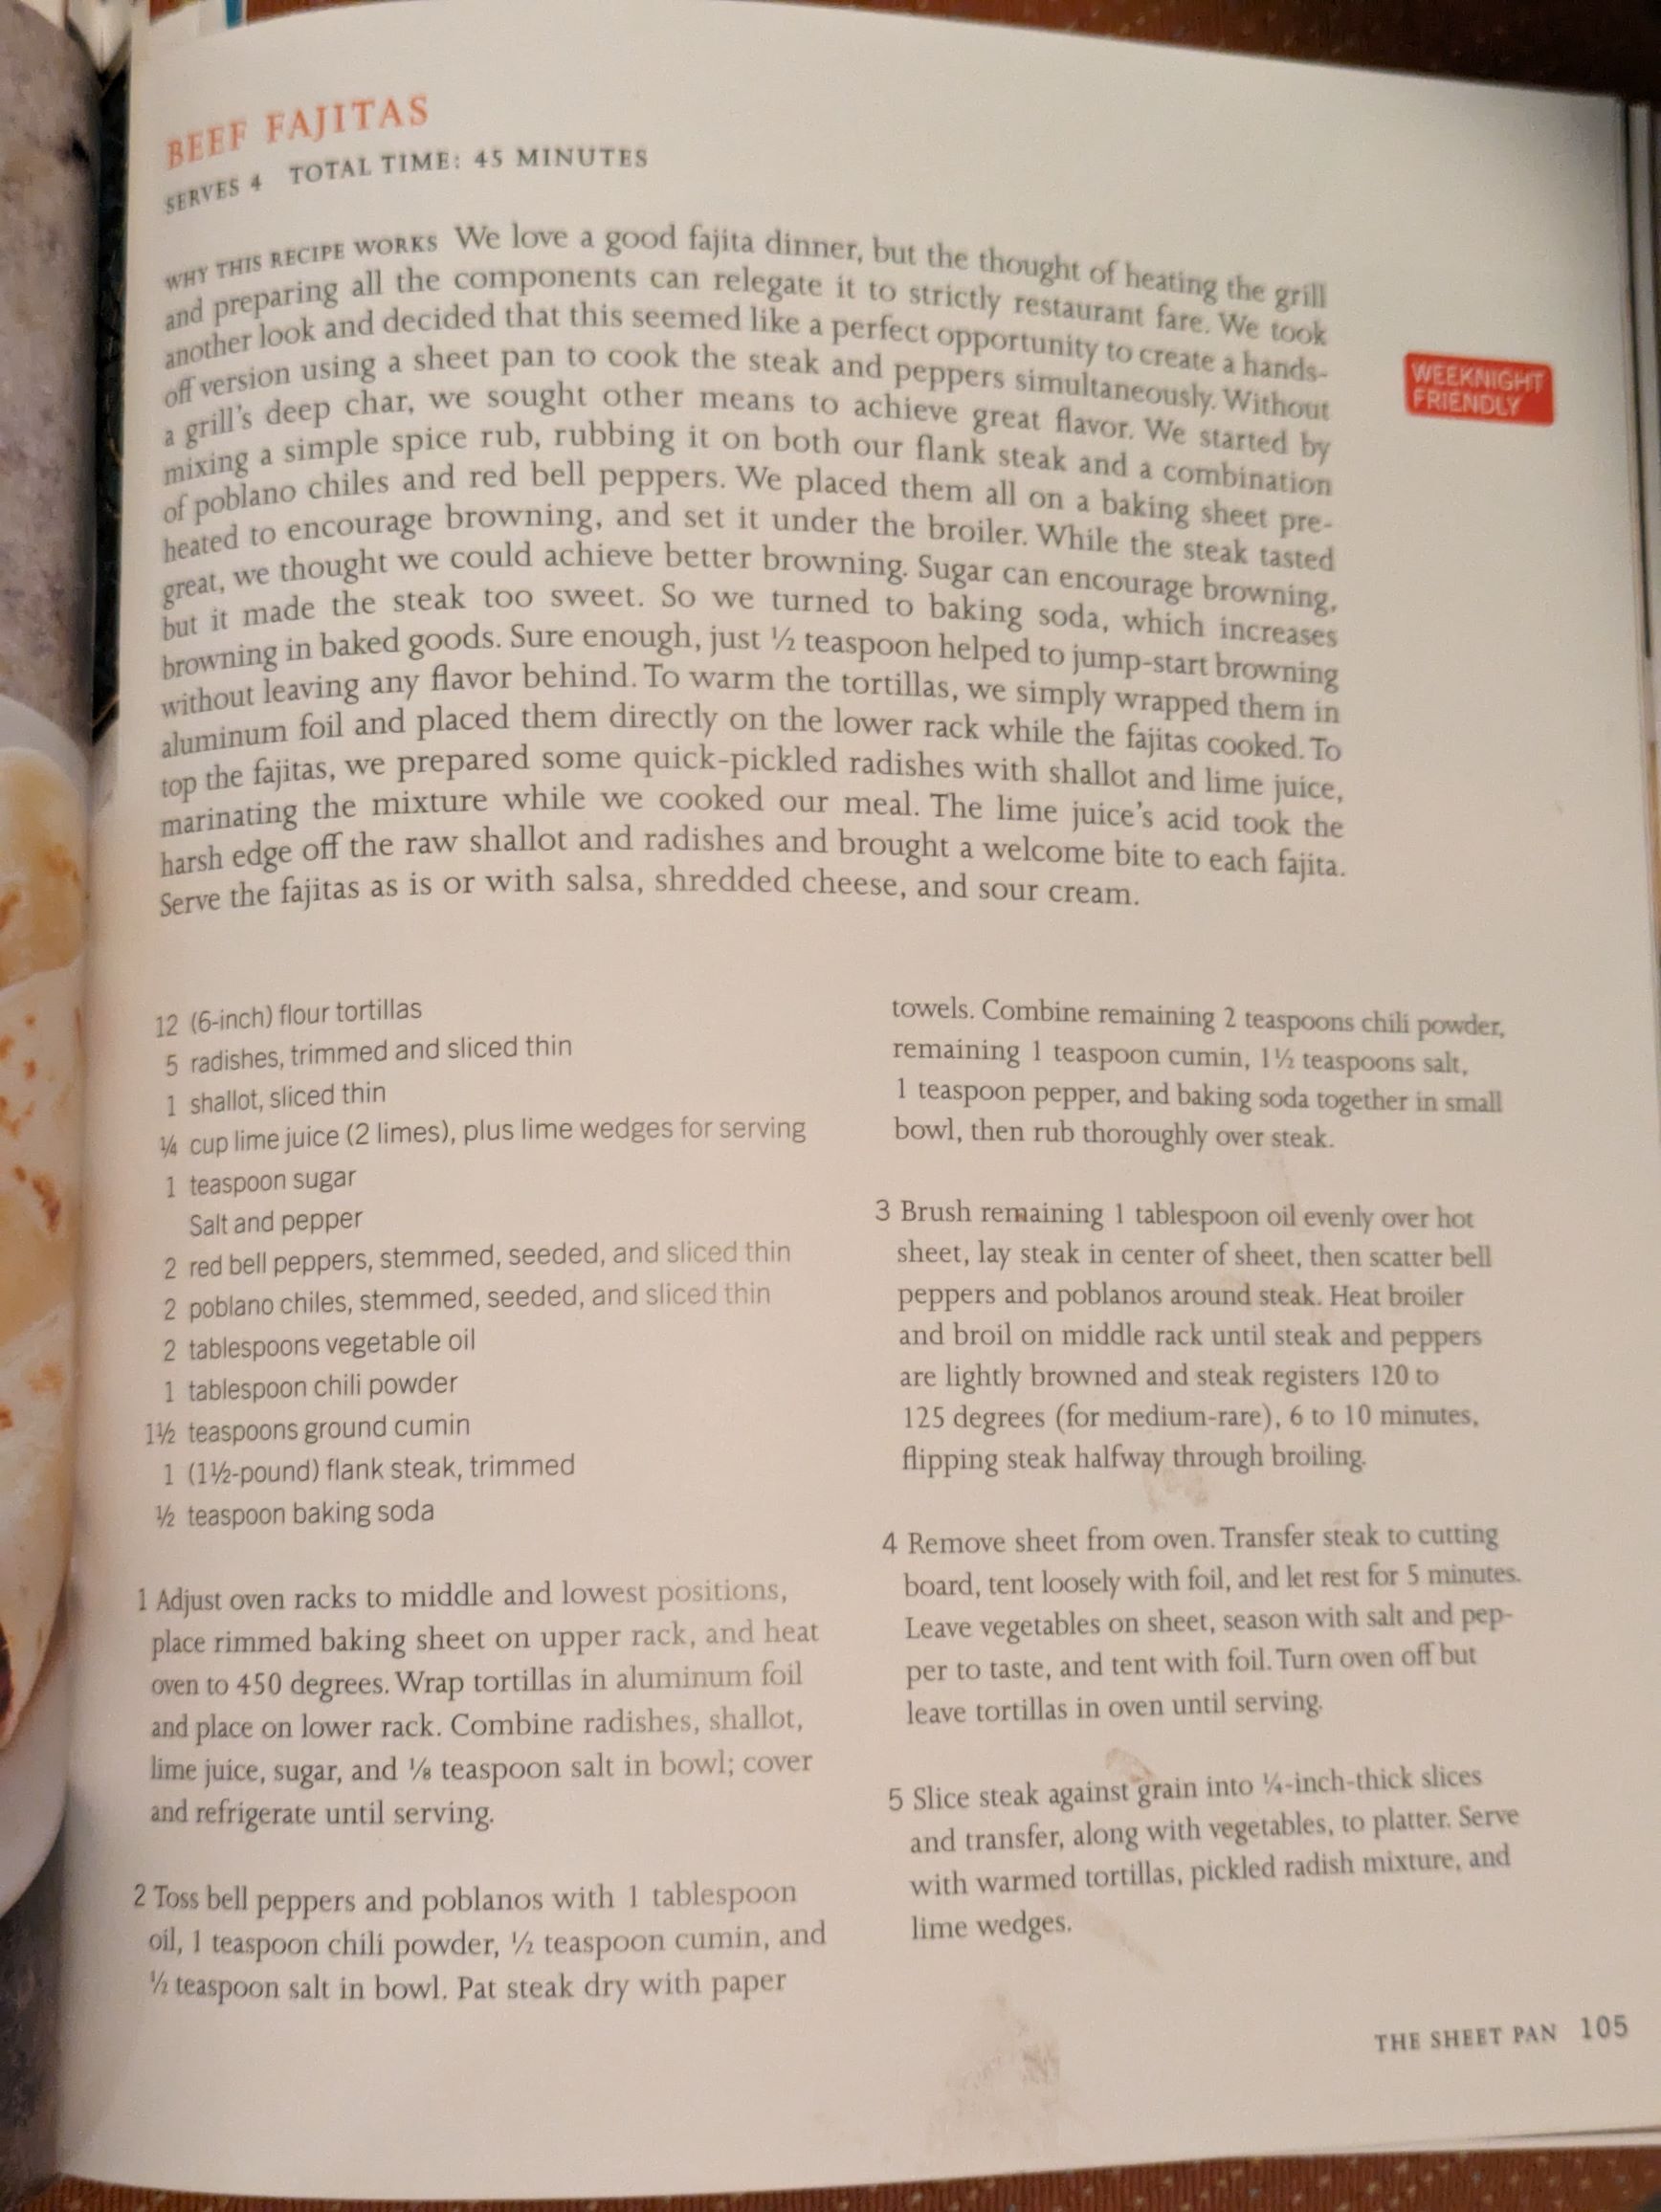 BEEF FAJITAS
SERVES 4 TOTAL TIME: 45 MINUTES
WHY THIS RECIPE WORKS We love a good fajita dinner, but the thought of heating the grill
and preparing all the components can relegate it to strictly restaurant fare. We took
another look and decided that this seemed like a perfect opportunity to create a hands-
off version using a sheet pan to cook the steak and peppers simultaneously. Without
a grill's deep char, we sought other means to achieve great flavor. We started by
mixing a simple spice rub, rubbing it on both our flank steak and a combination
of poblano chiles and red bell peppers. We placed them all on a baking sheet pre-
heated to encourage browning, and set it under the broiler. While the steak tasted
great, we thought we could achieve better browning. Sugar can encourage browning,
but it made the steak too sweet. So we turned to baking soda, which increases
browning in baked goods. Sure enough, just ½ teaspoon helped to jump-start browning
without leaving any flavor behind. To warm the tortillas, we simply wrapped them in
aluminum foil and placed them directly on the lower rack while the fajitas cooked. To
top the fajitas, we prepared some quick-pickled radishes with shallot and lime juice,
marinating the mixture while we cooked our meal. The lime juice's acid took the
harsh edge off the raw shallot and radishes and brought a welcome bite to each fajita.
Serve the fajitas as is or with salsa, shredded cheese, and sour cream.
WEEKNIGHT
FRIENDLY
12 (6-inch) flour tortillas
5 radishes, trimmed and sliced thin
1 shallot, sliced thin
¼ cup lime juice (2 limes), plus lime wedges for serving
1 teaspoon sugar
Salt and pepper
2 red bell peppers, stemmed, seeded, and sliced thin
2 poblano chiles, stemmed, seeded, and sliced thin
2 tablespoons vegetable oil
1 tablespoon chili powder
1½ teaspoons ground cumin
1 (1½-pound) flank steak, trimmed
½ teaspoon baking soda
1 Adjust oven racks to middle and lowest positions,
place rimmed baking sheet on upper rack, and heat
oven to 450 degrees. Wrap tortillas in aluminum foil
and place on lower rack. Combine radishes, shallot,
lime juice, sugar, and ⅛ teaspoon salt in bowl; cover
and refrigerate until serving.
2 Toss bell peppers and poblanos with 1 tablespoon
oil, 1 teaspoon chili powder, ½ teaspoon cumin, and
½ teaspoon salt in bowl. Pat steak dry with paper
towels. Combine remaining 2 teaspoons chili powder,
remaining 1 teaspoon cumin, 1½ teaspoons salt,
1 teaspoon pepper, and baking soda together in small
bowl, then rub thoroughly over steak.
3 Brush remaining 1 tablespoon oil evenly over hot
sheet, lay steak in center of sheet, then scatter bell
peppers and poblanos around steak. Heat broiler
and broil on middle rack until steak and peppers
are lightly browned and steak registers 120 to
125 degrees (for medium-rare), 6 to 10 minutes,
flipping steak halfway through broiling.
4 Remove sheet from oven. Transfer steak to cutting
board, tent loosely with foil, and let rest for 5 minutes.
Leave vegetables on sheet, season with salt and pep-
per to taste, and tent with foil. Turn oven off but
leave tortillas in oven until serving.
5 Slice steak against grain into ¼-inch-thick slices
and transfer, along with vegetables, to platter. Serve
with warmed tortillas, pickled radish mixture, and
lime wedges.
THE SHEET PAN 105